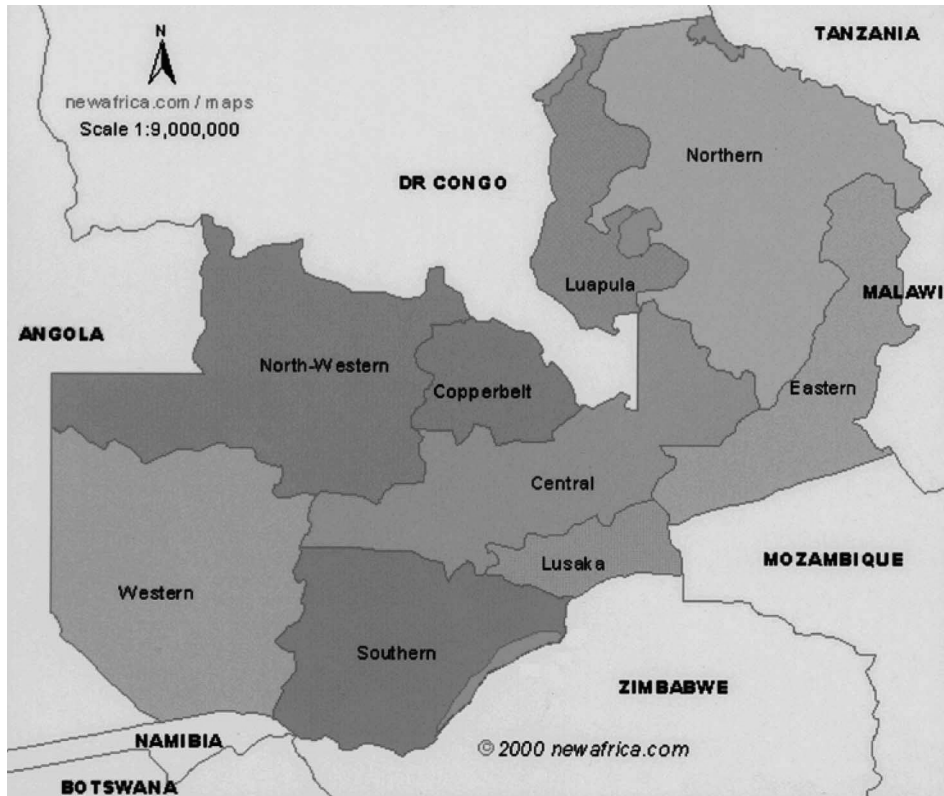 N
newafrica.com / maps
Scale 1:9,000,000
TANZANIA
Northern
DR CONGO
Luapula
MALAWI
ANGOLA
North-Western
Copperbelt
Eastern
Central
MOZAMBIQUE
Lusaka
Western
Southern
ZIMBABWE
NAMIBIA
© 2000 newafrica.com
BOTSWANA